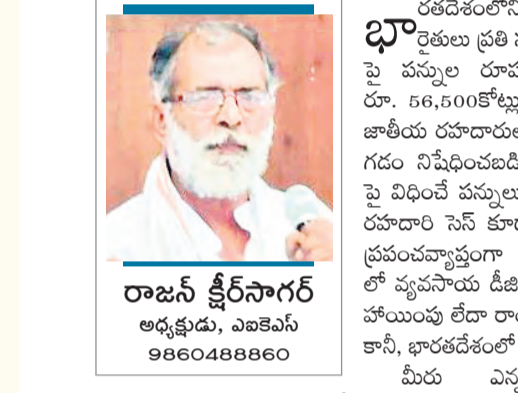 రాజన్ క్షీర్‌సాగర్
అధ్యక్షుడు, ఎఐకెఎస్
9860488860
భారతదేశంలోని
రైతులు ప్రతి
పై పన్నుల రూప
రూ. 56,500కోట్లు
జాతీయ రహదారుల
గడం నిషేధించబడి
పై విధించే పన్నులు
రహదారి సెస్ కూడ
ప్రపంచవ్యాప్తంగా
లో వ్యవసాయ డీజి
హాయింపు లేదా రా
కానీ, భారతదేశంలో
మీరు ఎన్న